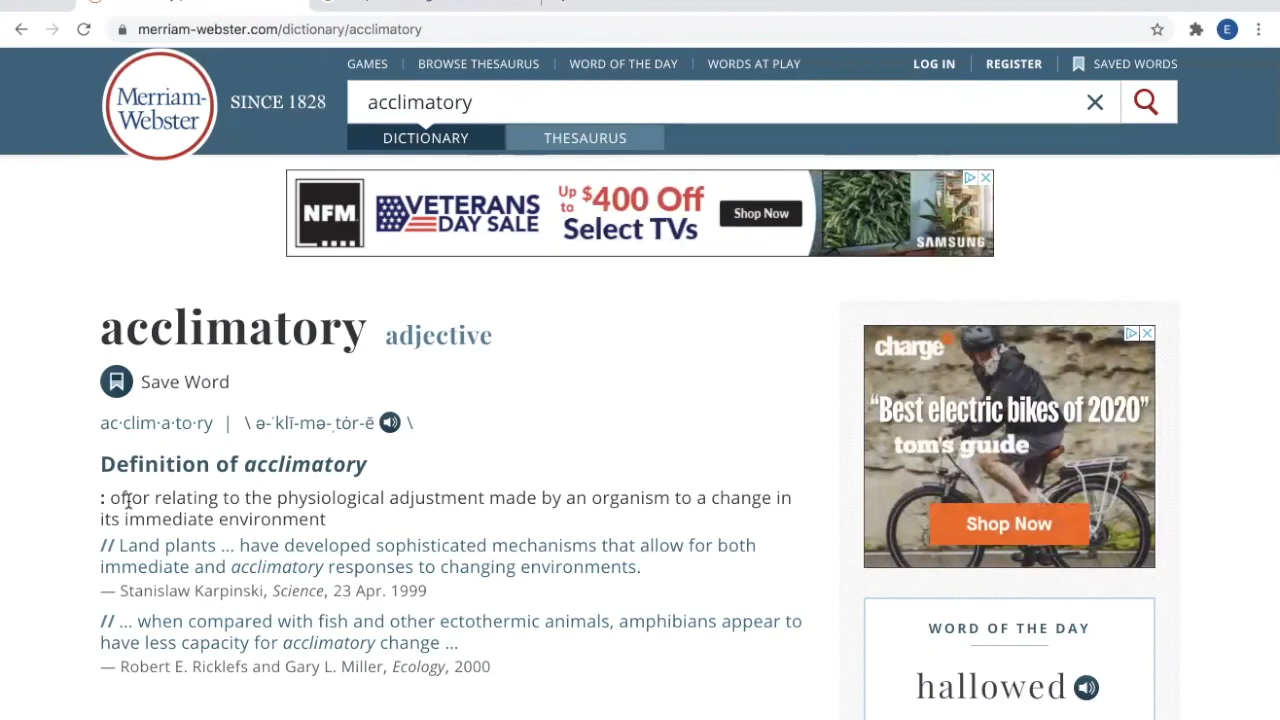 merriam-webster.com/dictionary/acclimatory
E
GAMES
BROWSE THESAURUS
WORD OF THE DAY
WORDS AT PLAY
LOG IN
REGISTER
SAVED WORDS
Merriam-
Webster
SINCE 1828
acclimatory
DICTIONARY
THESAURUS
NFM
VETERANS
DAY SALE
Up to $400 Off
Select TVs
Shop Now
SAMSUNG
acclimatory adjective
Save Word
ac·clim·a·to·ry | \ ə-ˈklī-mə-ˌtȯr-ē \
Definition of acclimatory
: of or relating to the physiological adjustment made by an organism to a change in
its immediate environment
// Land plants ... have developed sophisticated mechanisms that allow for both
immediate and acclimatory responses to changing environments.
— Stanislaw Karpinski, Science, 23 Apr. 1999
// ... when compared with fish and other ectothermic animals, amphibians appear to
have less capacity for acclimatory change ...
— Robert E. Ricklefs and Gary L. Miller, Ecology, 2000
charge
“Best electric bikes of 2020”
tom's guide
Shop Now
WORD OF THE DAY
hallowed